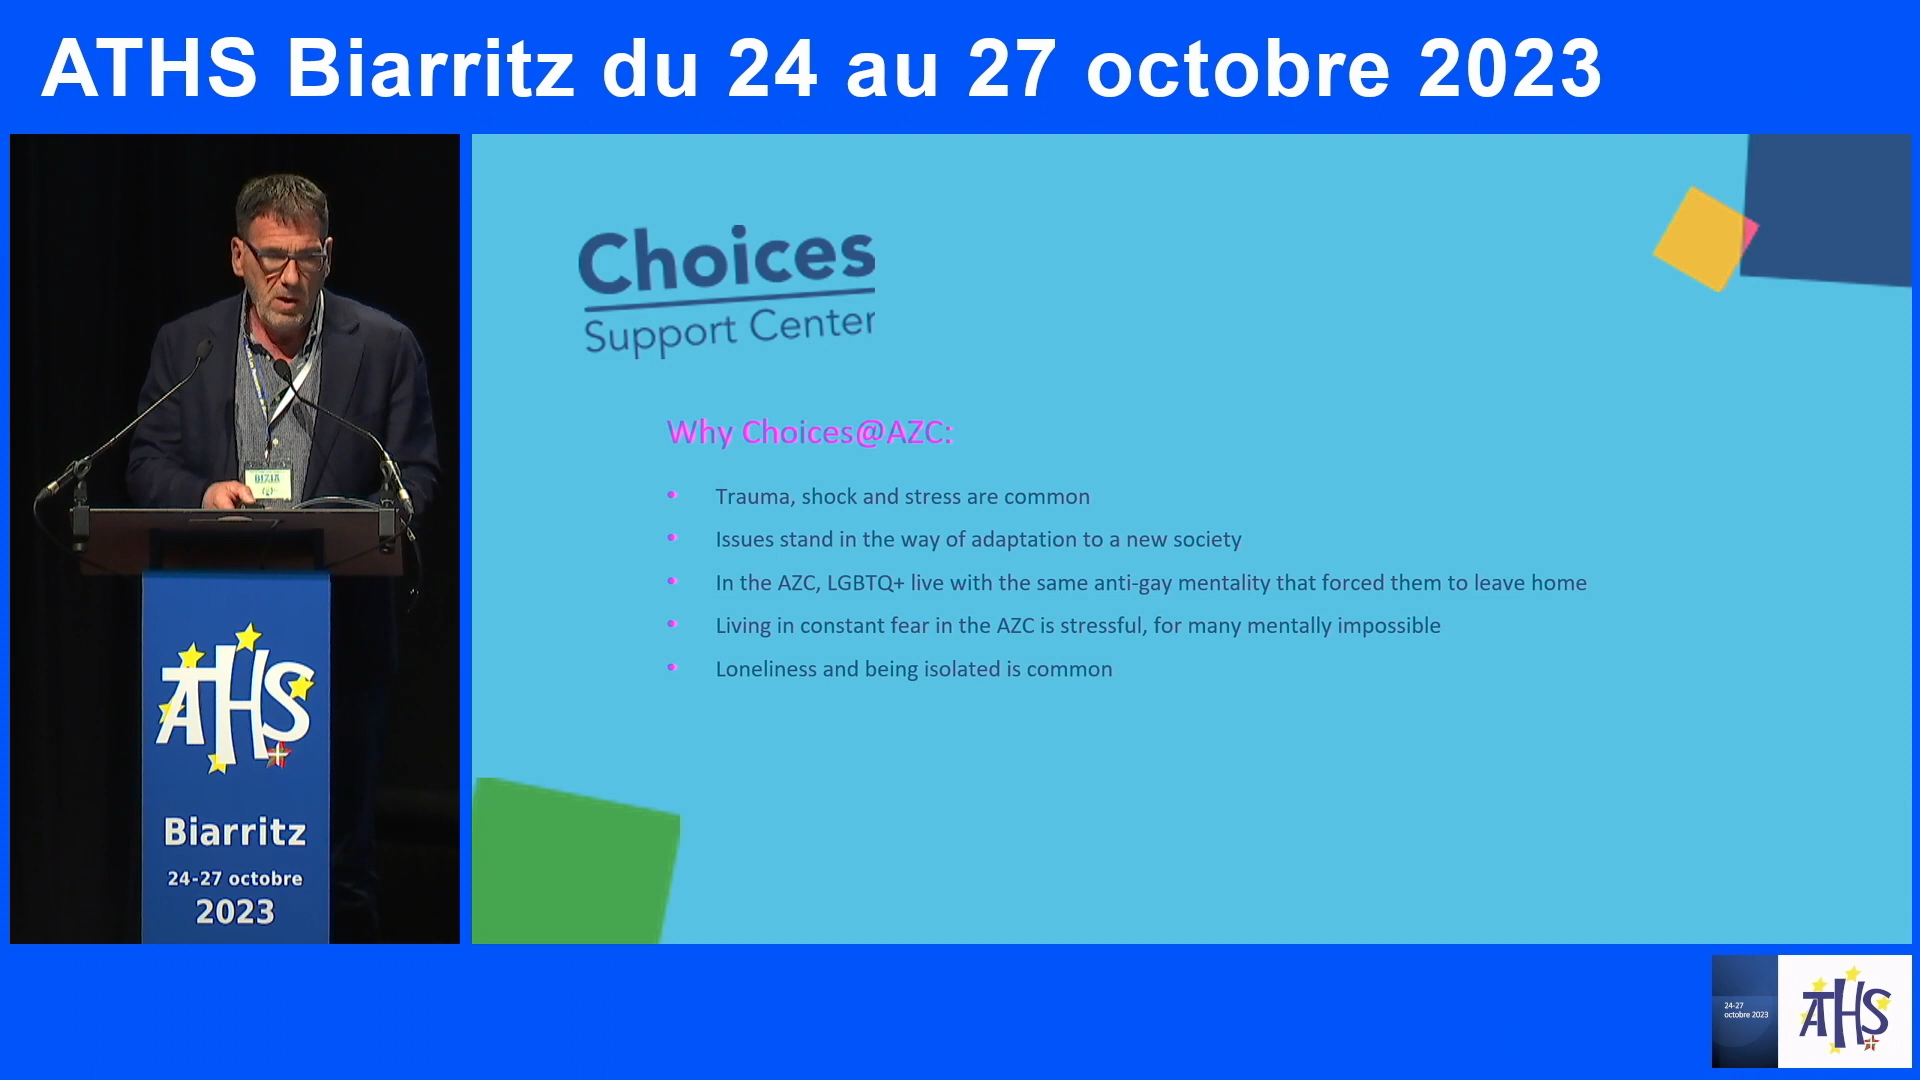 ATHS Biarritz du 24 au 27 octobre 2023
BIZIA
ATHS
Biarritz
24-27 octobre
2023
Choices
Support Center
Why Choices@AZC:
• Trauma, shock and stress are common
• Issues stand in the way of adaptation to a new society
• In the AZC, LGBTQ+ live with the same anti-gay mentality that forced them to leave home
• Living in constant fear in the AZC is stressful, for many mentally impossible
• Loneliness and being isolated is common
24-27
octobre 2023
ATHS